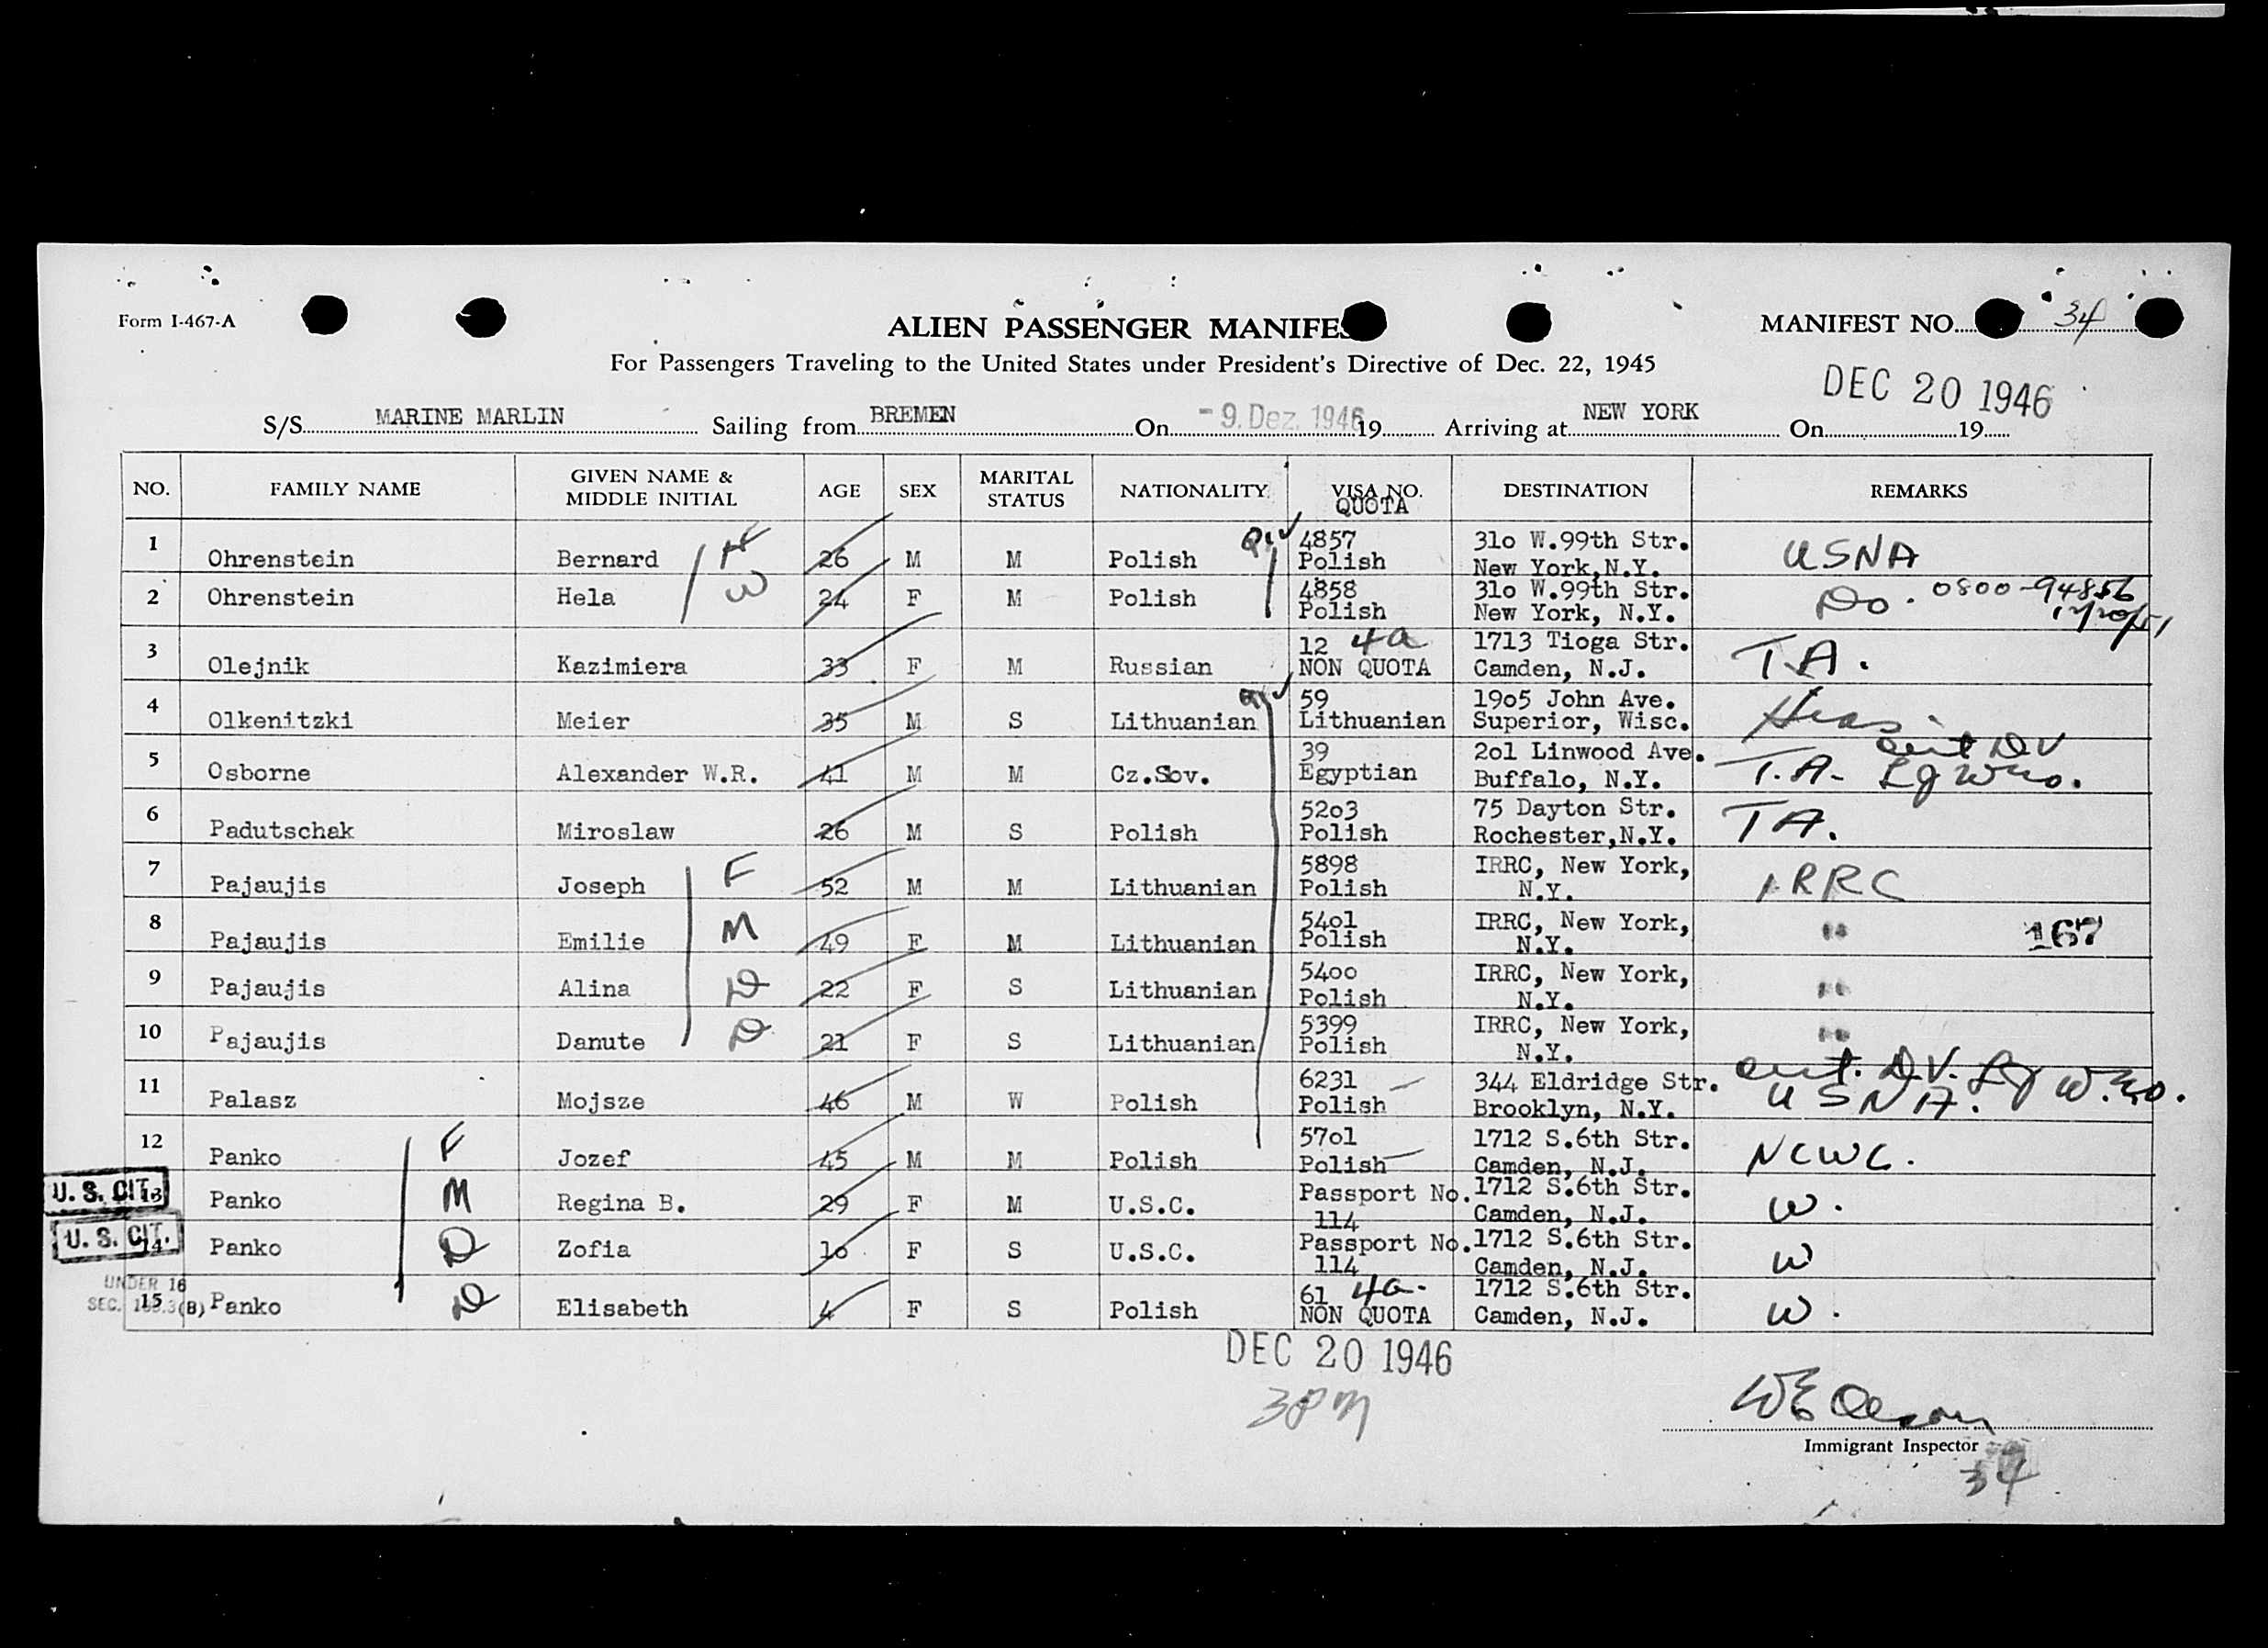 Form I-467-A
ALIEN PASSENGER MANIFES
MANIFEST NO. 34
For Passengers Traveling to the United States under President's Directive of Dec. 22, 1945
DEC 20 1946
S/S MARINE MARLIN Sailing from BREMEN On - 9. Dez. 1946 19 Arriving at NEW YORK On 19
NO. FAMILY NAME GIVEN NAME & MIDDLE INITIAL AGE SEX MARITAL STATUS NATIONALITY VISA NO. QUOTA DESTINATION REMARKS
1 Ohrenstein Bernard H 26 M M Polish 4857 Polish 31o W.99th Str. New York,N.Y. USNA
2 Ohrenstein Hela W 24 F M Polish 4858 Polish 31o W.99th Str. New York, N.Y. Do. 0800-94856
3 Olejnik Kazimiera 33 F M Russian 12 4a NON QUOTA 1713 Tioga Str. Camden, N.J. T.A.
4 Olkenitzki Meier 35 M S Lithuanian 59 Lithuanian 19o5 John Ave. Superior, Wisc. Hias
5 Osborne Alexander W.R. 41 M M Cz.Sov. 39 Egyptian 2o1 Linwood Ave. Buffalo, N.Y. T.A.
6 Padutschak Miroslaw 26 M S Polish 52o3 Polish 75 Dayton Str. Rochester,N.Y. T A.
7 Pajaujis Joseph F 52 M M Lithuanian 5898 Polish IRRC, New York, N.Y. IRRC
8 Pajaujis Emilie M 49 F M Lithuanian 54o1 Polish IRRC, New York, N.Y. " 167
9 Pajaujis Alina D 22 F S Lithuanian 54oo Polish IRRC, New York, N.Y. "
10 Pajaujis Danute D 21 F S Lithuanian 5399 Polish IRRC, New York, N.Y. "
11 Palasz Mojsze 46 M W Polish 6231 Polish 344 Eldridge Str. Brooklyn, N.Y. USNA.
12 Panko F Jozef 45 M M Polish 57o1 Polish 1712 S.6th Str. Camden, N.J. NCWC.
U. S. CIT. 13 Panko M Regina B. 29 F M U.S.C. Passport No. 114 1712 S.6th Str. Camden, N.J. W.
U. S. CIT. 14 Panko D Zofia 1o F S U.S.C. Passport No. 114 1712 S.6th Str. Camden, N.J. W
UNDER 16
SEC. (B) 15 Panko D Elisabeth 4 F S Polish 61 4a. NON QUOTA 1712 S.6th Str. Camden, N.J. W.
DEC 20 1946
3PM
Immigrant Inspector
34